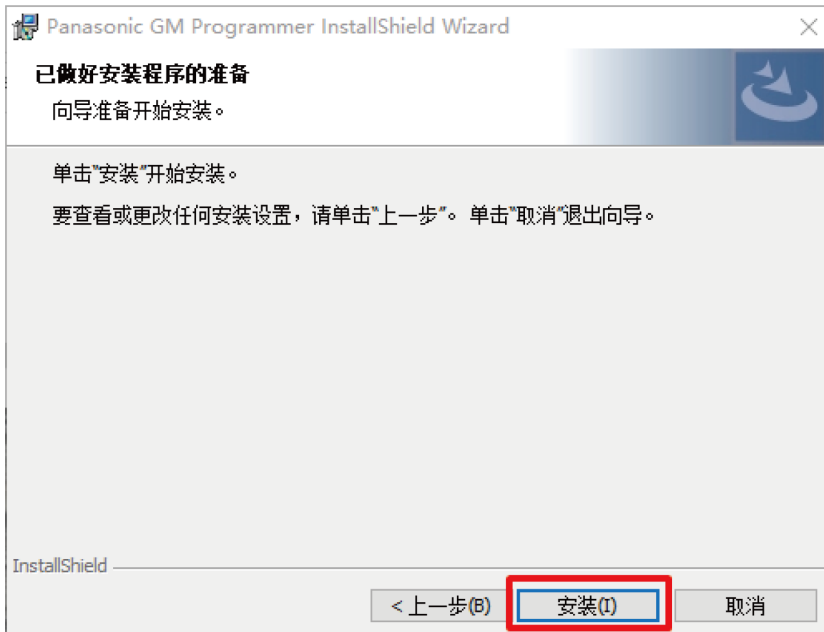 Panasonic GM Programmer InstallShield Wizard
已做好安装程序的准备
向导准备开始安装。
单击"安装"开始安装。
要查看或更改任何安装设置，请单击"上一步"。 单击"取消"退出向导。
InstallShield
<上一步(B)
安装(I)
取消